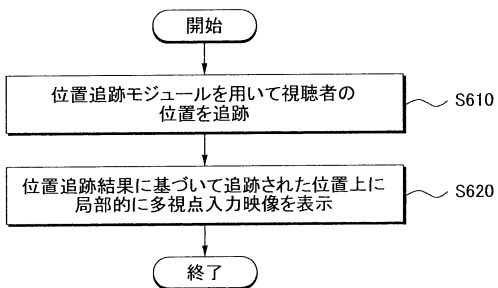 開始
位置追跡モジュールを用いて視聴者の
位置を追跡
S610
位置追跡結果に基づいて追跡された位置上に
局部的に多視点入力映像を表示
S620
終了